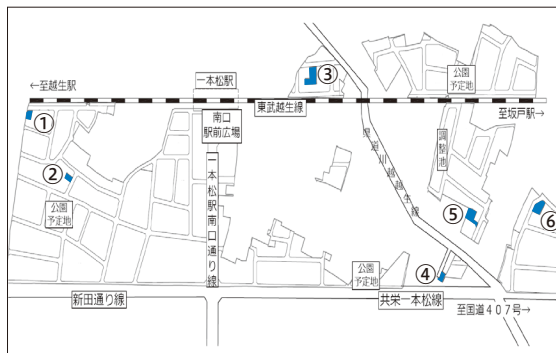 ←至越生駅
一本松駅
③
公園
予定地
東武越生線
至坂戸駅→
①
南口
駅前広場
県道川越越生線
調整池
②
一本松駅南口通り線
公園
予定地
⑤
⑥
公園
予定地
④
新田通り線
共栄一本松線
至国道407号→